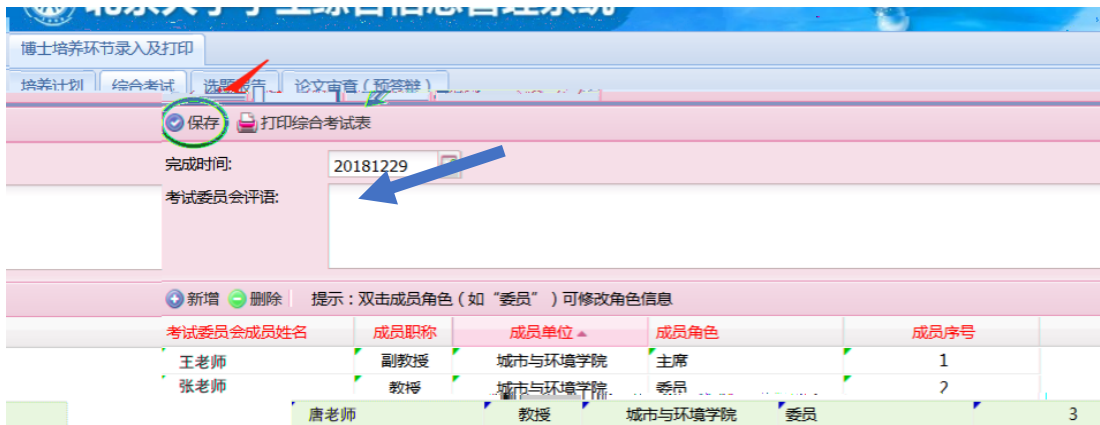 博士培养环节录入及打印
培养计划 综合考试 选题报告 论文审查（预答辩）
保存 打印综合考试表
完成时间: 20181229
考试委员会评语:
新增 删除 提示：双击成员角色（如“委员”）可修改角色信息
考试委员会成员姓名 成员职称 成员单位 成员角色 成员序号
王老师 副教授 城市与环境学院 主席 1
张老师 教授 城市与环境学院 委员 2
唐老师 教授 城市与环境学院 委员 3